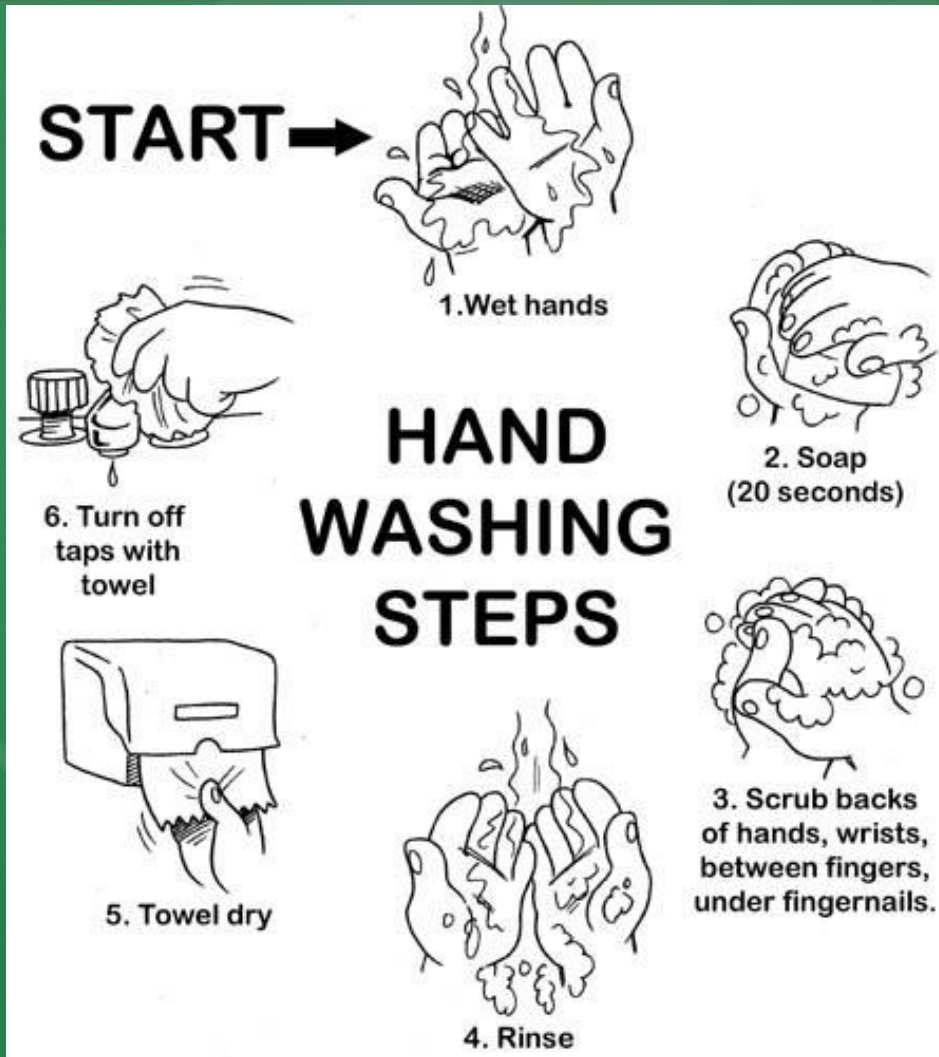 START
1.Wet hands
2. Soap
(20 seconds)
3. Scrub backs
of hands, wrists,
between fingers,
under fingernails.
4. Rinse
5. Towel dry
6. Turn off
taps with
towel
HAND
WASHING
STEPS